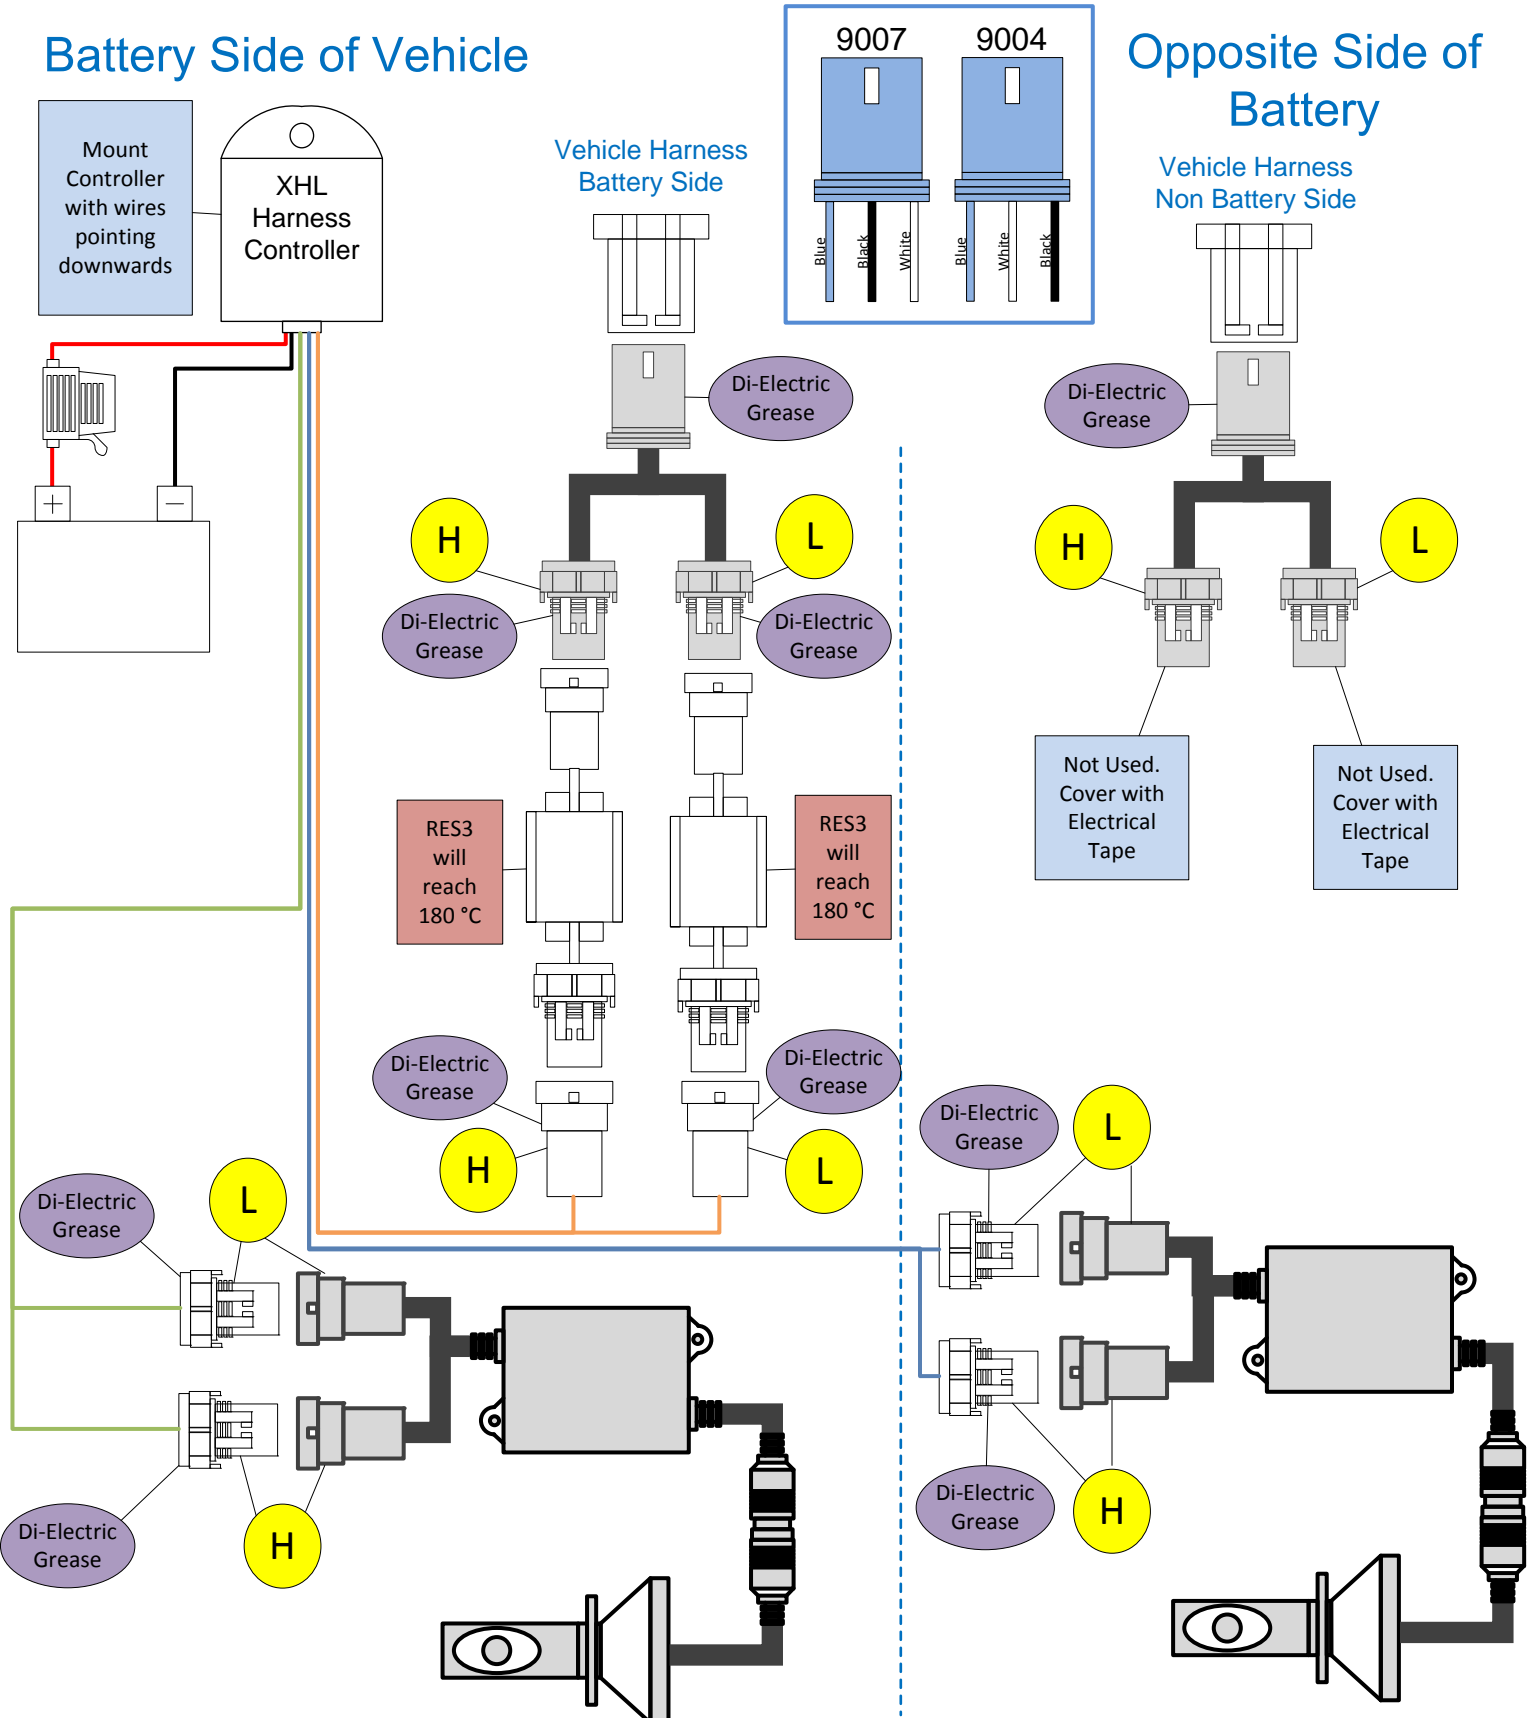 Battery Side of Vehicle
Mount
Controller
with wires
pointing
downwards
XHL
Harness
Controller
+
−
Vehicle Harness
Battery Side
9007
9004
Blue
Black
White
Blue
White
Black
Opposite Side of
Battery
Vehicle Harness
Non Battery Side
Di-Electric
Grease
Di-Electric
Grease
H
L
H
L
Di-Electric
Grease
Di-Electric
Grease
Not Used.
Cover with
Electrical
Tape
Not Used.
Cover with
Electrical
Tape
RES3
will
reach
180 °C
RES3
will
reach
180 °C
Di-Electric
Grease
Di-Electric
Grease
H
L
Di-Electric
Grease
L
Di-Electric
Grease
L
Di-Electric
Grease
H
Di-Electric
Grease
H